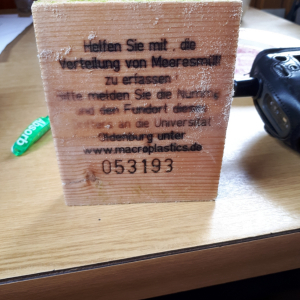 Helfen Sie mit, die
Verteilung von Meeresmüll
zu erfassen!
Bitte melden Sie die Nummer
und den Fundort dieses
an die Universität
Oldenburg unter
www.macroplastics.de
053193